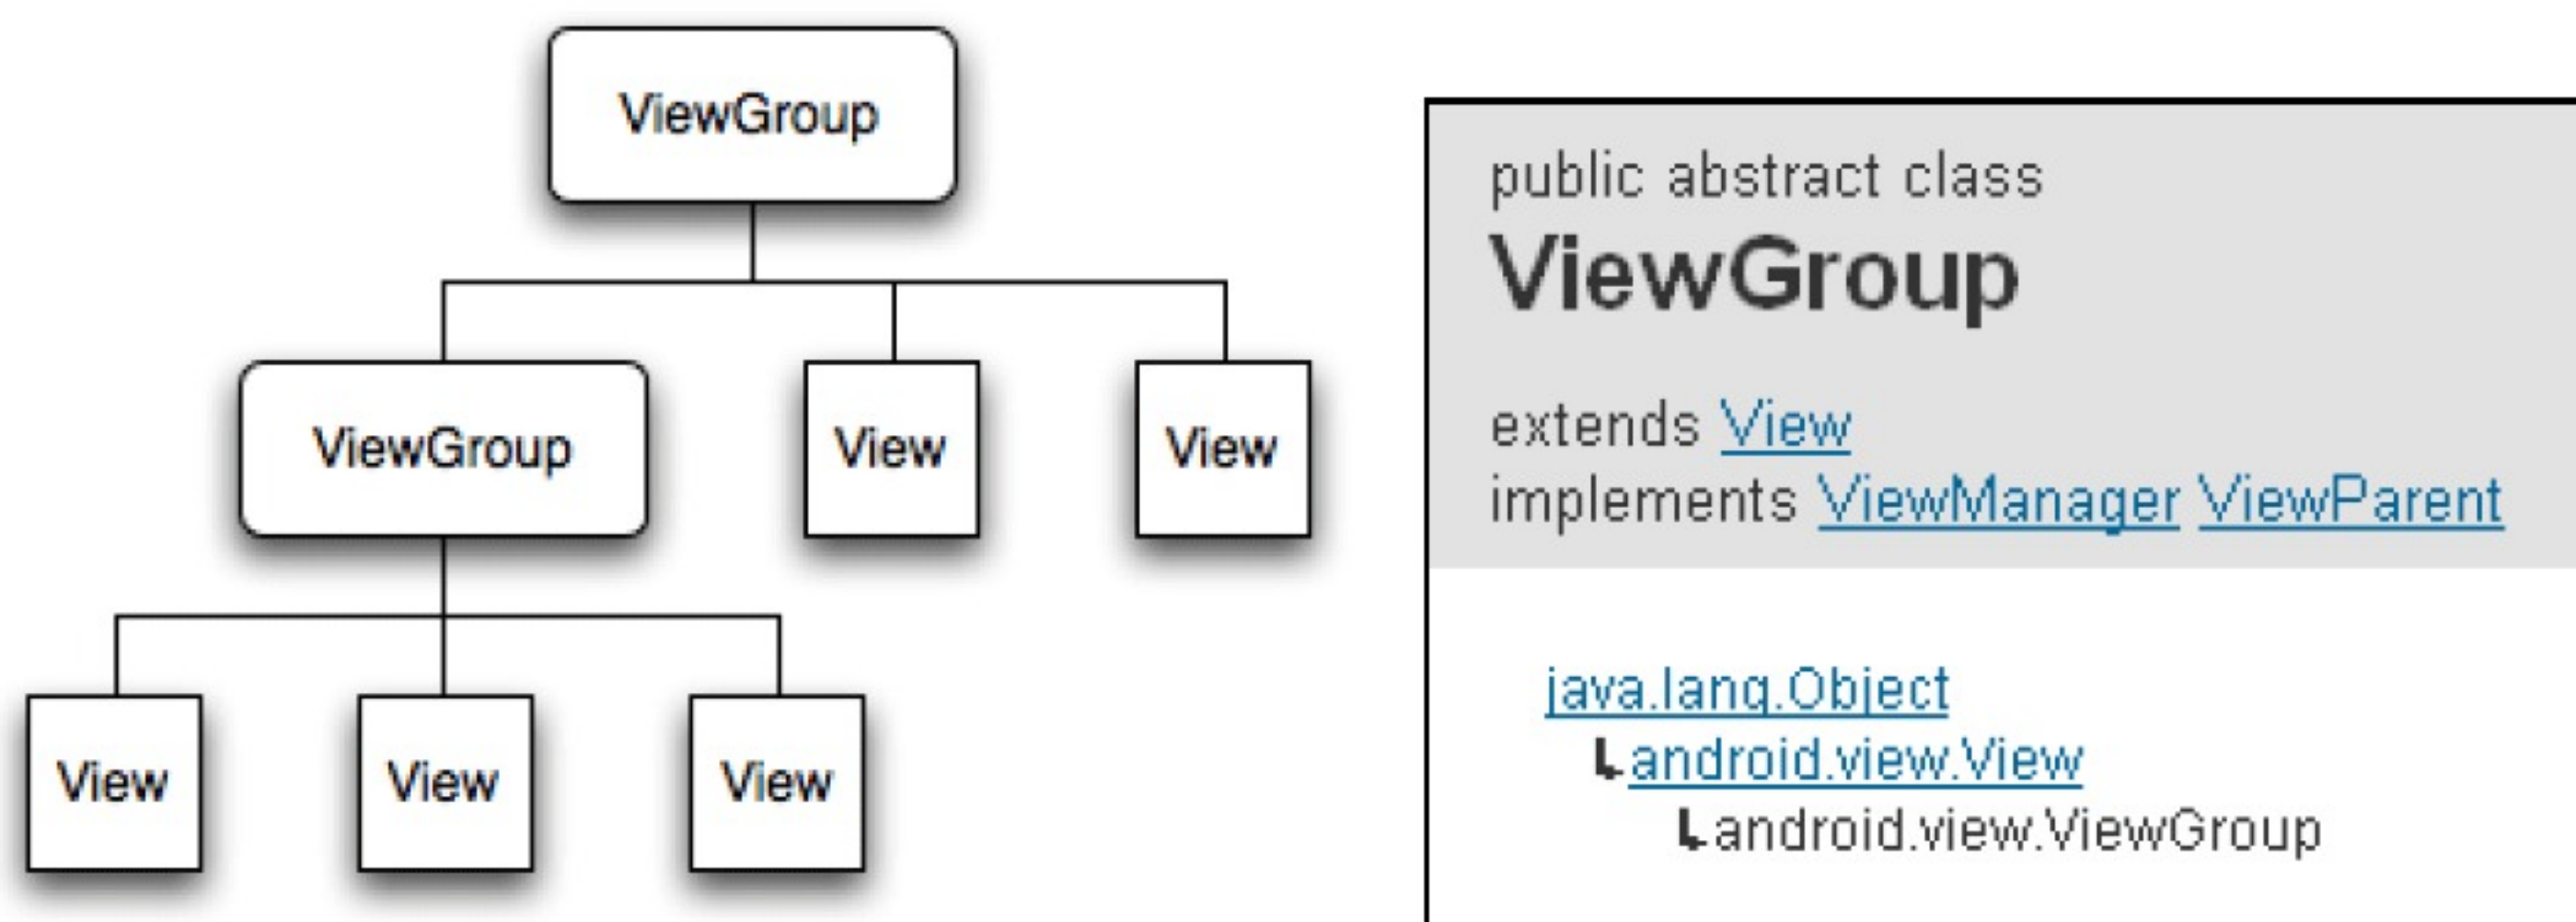 ViewGroup
ViewGroup View View
View View View
public abstract class
ViewGroup
extends View
implements ViewManager ViewParent
java.lang.Object
android.view.View
android.view.ViewGroup